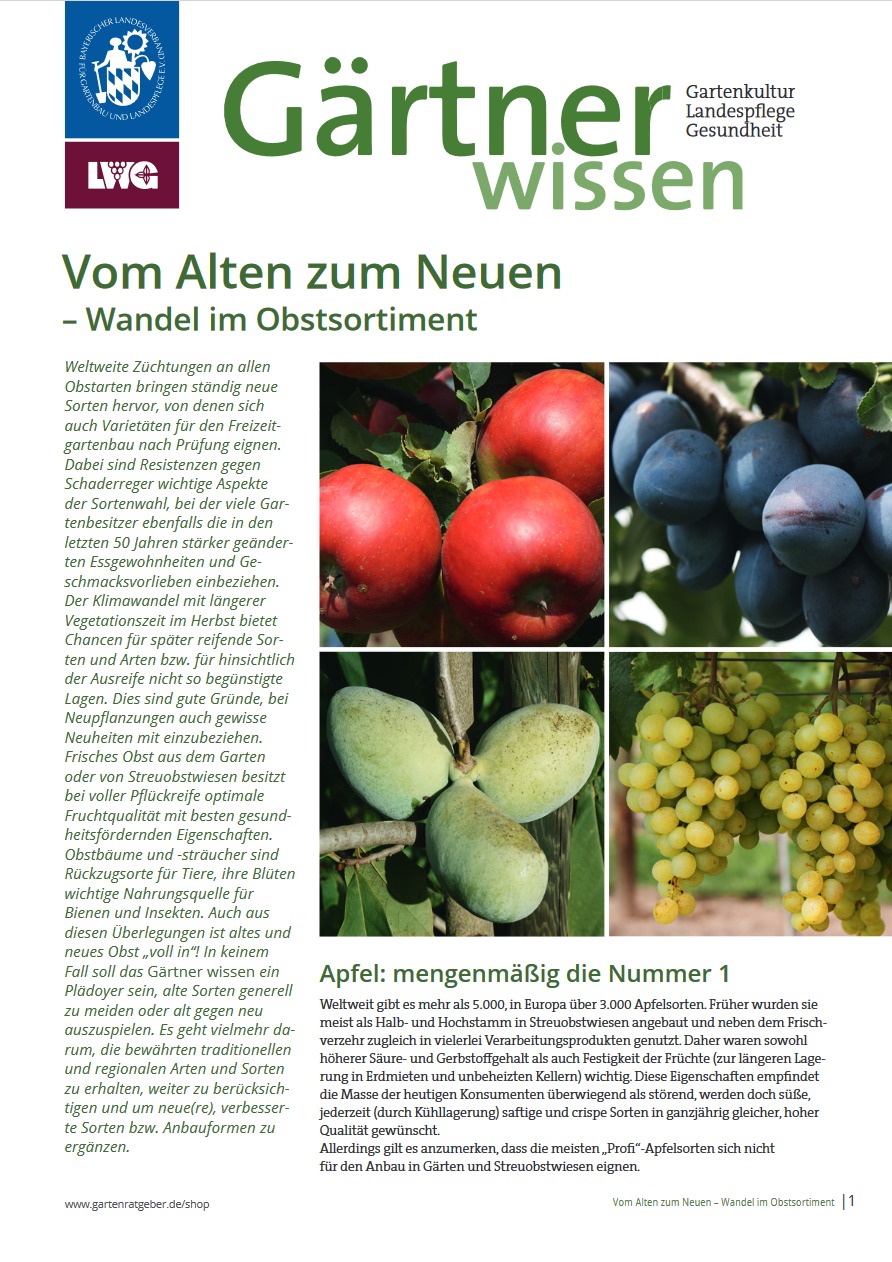 BAYERISCHER LANDESVERBAND
FÜR GARTENBAU UND LANDESPFLEGE E.V.
LWG
Gärtner
wissen
Gartenkultur
Landespflege
Gesundheit
Vom Alten zum Neuen
– Wandel im Obstsortiment
Weltweite Züchtungen an allen
Obstarten bringen ständig neue
Sorten hervor, von denen sich
auch Varietäten für den Freizeit-
gartenbau nach Prüfung eignen.
Dabei sind Resistenzen gegen
Schaderreger wichtige Aspekte
der Sortenwahl, bei der viele Gar-
tenbesitzer ebenfalls die in den
letzten 50 Jahren stärker geänder-
ten Essgewohnheiten und Ge-
schmacksvorlieben einbeziehen.
Der Klimawandel mit längerer
Vegetationszeit im Herbst bietet
Chancen für später reifende Sor-
ten und Arten bzw. für hinsichtlich
der Ausreife nicht so begünstigte
Lagen. Dies sind gute Gründe, bei
Neupflanzungen auch gewisse
Neuheiten mit einzubeziehen.
Frisches Obst aus dem Garten
oder von Streuobstwiesen besitzt
bei voller Pflückreife optimale
Fruchtqualität mit besten gesund-
heitsfördernden Eigenschaften.
Obstbäume und -sträucher sind
Rückzugsorte für Tiere, ihre Blüten
wichtige Nahrungsquelle für
Bienen und Insekten. Auch aus
diesen Überlegungen ist altes und
neues Obst „voll in“! In keinem
Fall soll das Gärtner wissen ein
Plädoyer sein, alte Sorten generell
zu meiden oder alt gegen neu
auszuspielen. Es geht vielmehr da-
rum, die bewährten traditionellen
und regionalen Arten und Sorten
zu erhalten, weiter zu berücksich-
tigen und um neue(re), verbesser-
te Sorten bzw. Anbauformen zu
ergänzen.
Apfel: mengenmäßig die Nummer 1
Weltweit gibt es mehr als 5.000, in Europa über 3.000 Apfelsorten. Früher wurden sie
meist als Halb- und Hochstamm in Streuobstwiesen angebaut und neben dem Frisch-
verzehr zugleich in vielerlei Verarbeitungsprodukten genutzt. Daher waren sowohl
höherer Säure- und Gerbstoffgehalt als auch Festigkeit der Früchte (zur längeren Lage-
rung in Erdmieten und unbeheizten Kellern) wichtig. Diese Eigenschaften empfindet
die Masse der heutigen Konsumenten überwiegend als störend, werden doch süße,
jederzeit (durch Kühllagerung) saftige und crispe Sorten in ganzjährig gleicher, hoher
Qualität gewünscht.
Allerdings gilt es anzumerken, dass die meisten „Profi“-Apfelsorten sich nicht
für den Anbau in Gärten und Streuobstwiesen eignen.
www.gartenratgeber.de/shop
Vom Alten zum Neuen – Wandel im Obstsortiment | 1